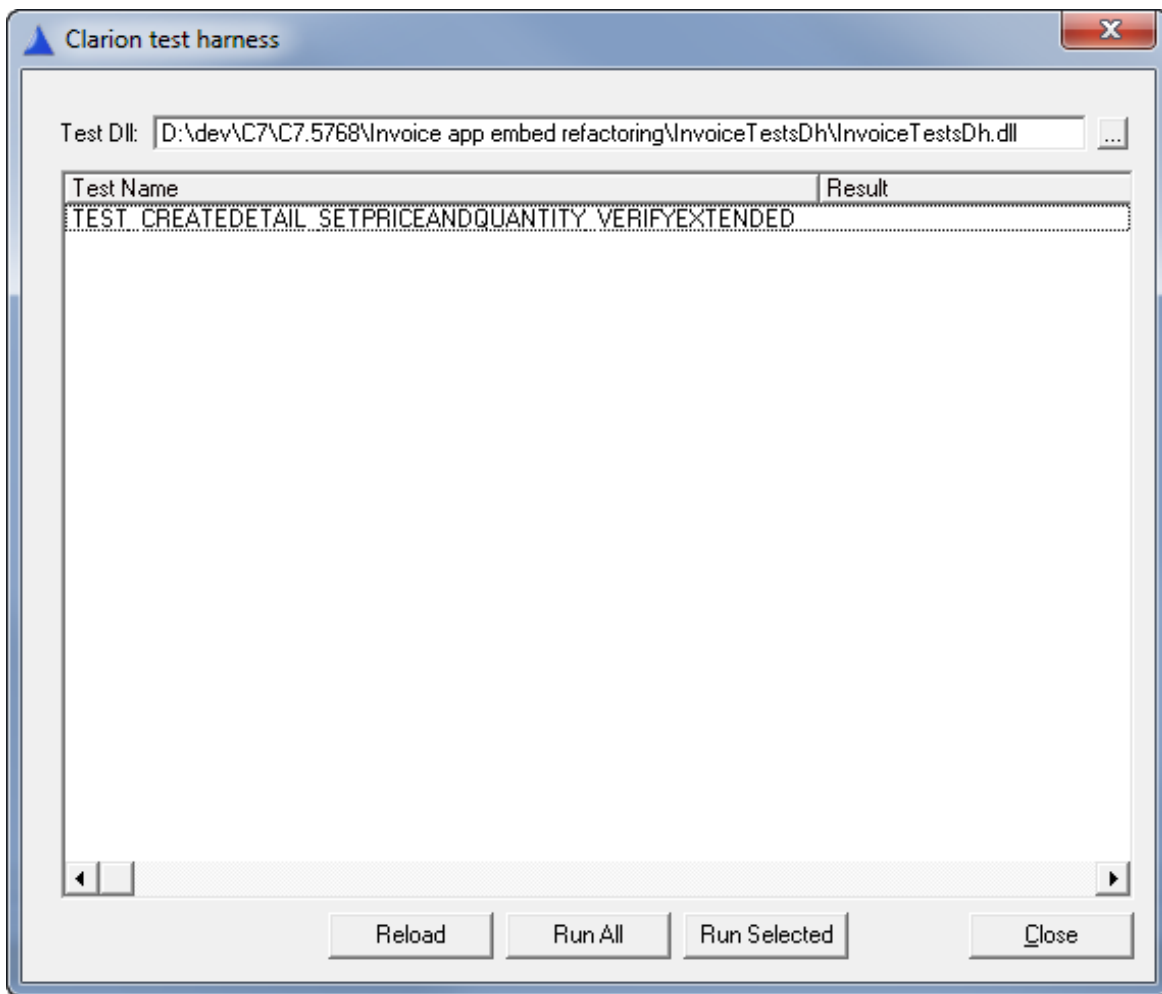 Clarion test harness
Test Dll: D:\dev\C7\C7.5768\Invoice app embed refactoring\InvoiceTestsDh\InvoiceTestsDh.dll ...
Test Name Result
TEST_CREATEDETAIL_SETPRICEANDQUANTITY_VERIFYEXTENDED
Reload Run All Run Selected Close